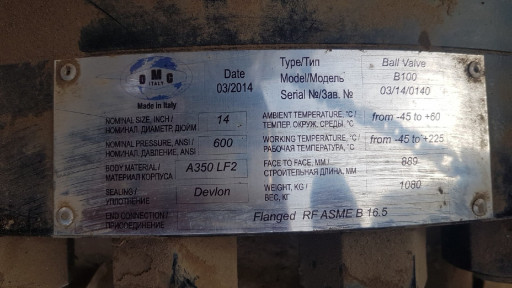 OMC
ITALY
Made in Italy
Date
03/2014
Type/Тип Ball Valve
Model/Модель B100
Serial №/Зав. № 03/14/0140
NOMINAL SIZE, INCH / 14
НОМИНАЛ. ДИАМЕТР, ДЮЙМ
NOMINAL PRESSURE, ANSI / 600
НОМИНАЛ. ДАВЛЕНИЕ, ANSI
BODY MATERIAL / A350 LF2
МАТЕРИАЛ КОРПУСА
SEALING / Devlon
УПЛОТНЕНИЕ
END CONNECTION / Flanged RF ASME B 16.5
ПРИСОЕДИНЕНИЕ
AMBIENT TEMPERATURE, °C / from -45 to +60
ТЕМПЕР. ОКРУЖ. СРЕДЫ, °C
WORKING TEMPERATURE, °C / from -45 to +225
РАБОЧАЯ ТЕМПЕРАТУРА, °C
FACE TO FACE, MM / 889
СТРОИТЕЛЬНАЯ ДЛИНА, ММ
WEIGHT, KG / 1080
ВЕС, КГ